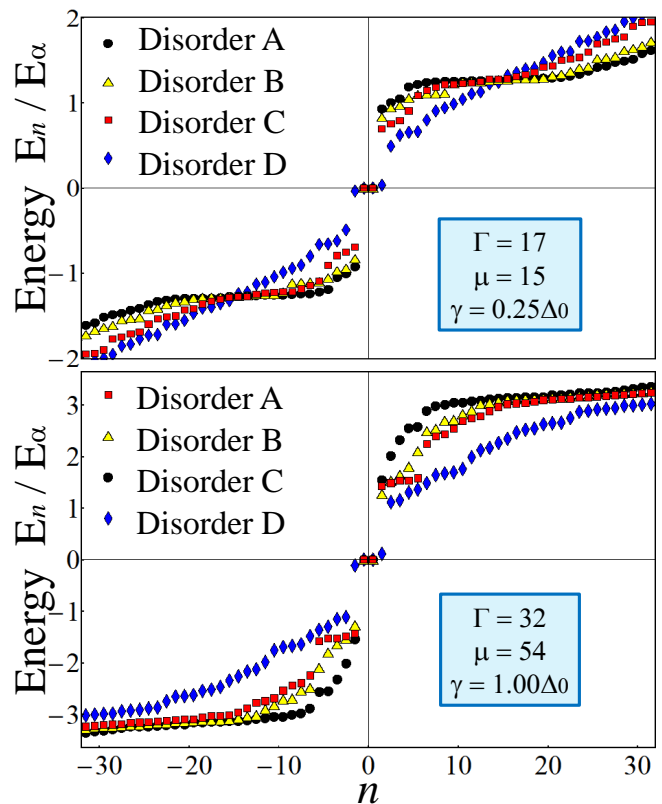 2
1
0
−1
−2
Energy Eₙ / E_α
Disorder A
Disorder B
Disorder C
Disorder D
Γ = 17
μ = 15
γ = 0.25Δ0
3
2
1
0
−1
−2
−3
Energy Eₙ / E_α
Disorder A
Disorder B
Disorder C
Disorder D
Γ = 32
μ = 54
γ = 1.00Δ0
−30 −20 −10 0 10 20 30
n